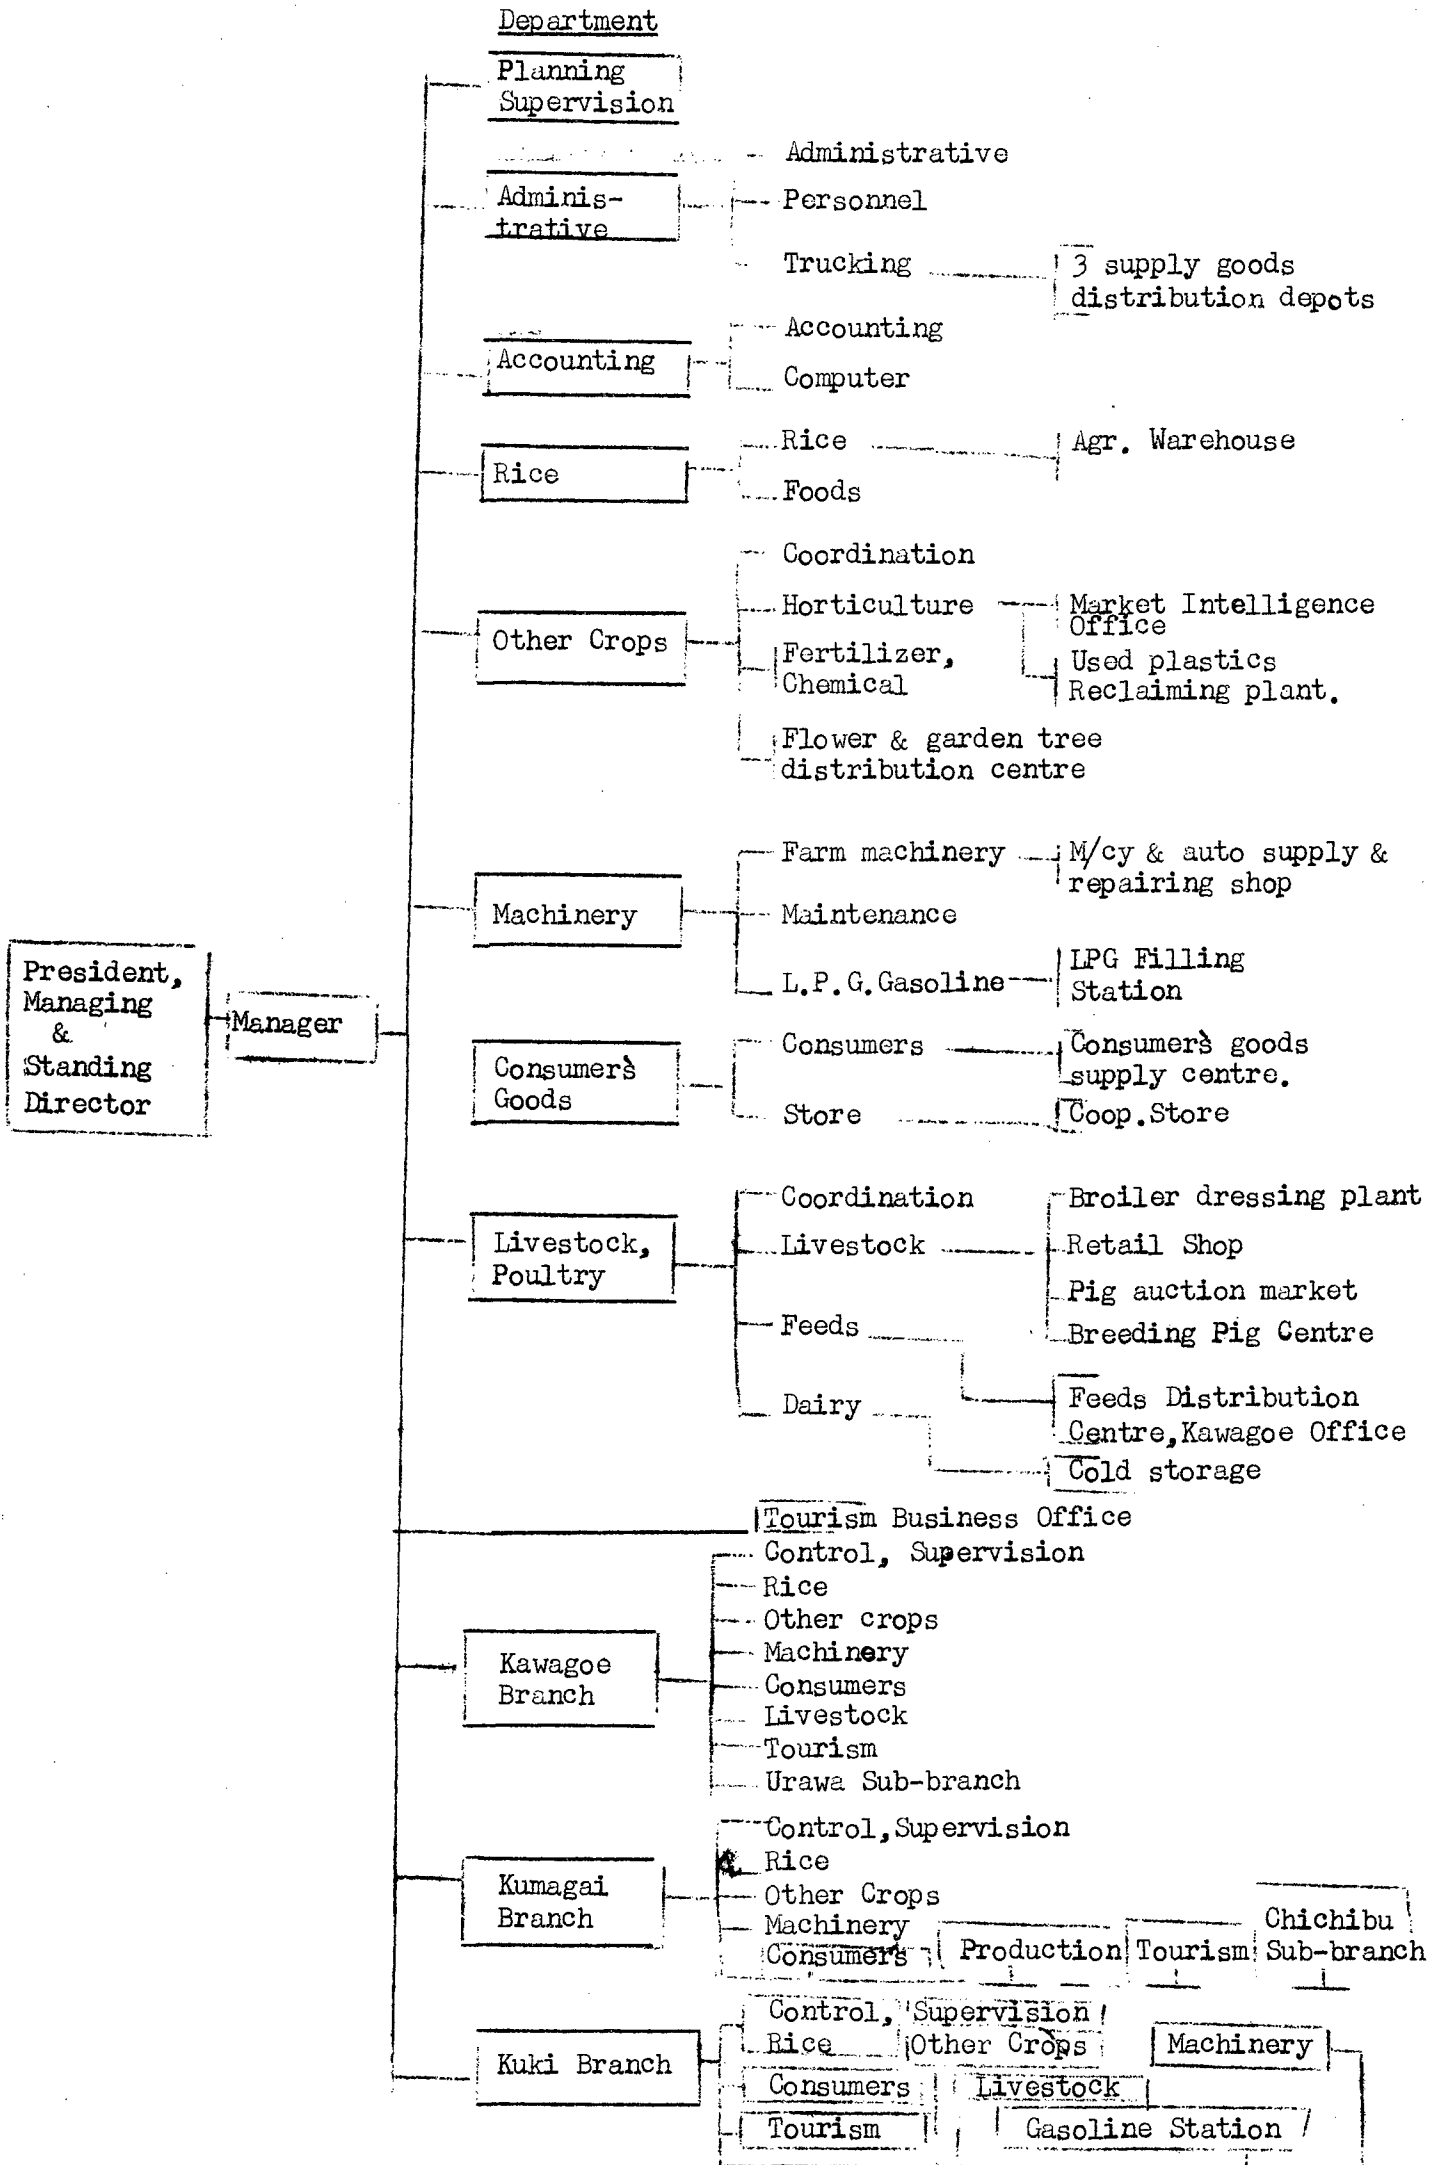 Department
Planning
Supervision
Administrative
Adminis-
trative
Personnel
Trucking
3 supply goods
distribution depots
Accounting
Accounting
Computer
Rice
Rice
Agr. Warehouse
Foods
Other Crops
Coordination
Horticulture
Market Intelligence
Office
Fertilizer,
Chemical
Used plastics
Reclaiming plant.
Flower & garden tree
distribution centre
Machinery
Farm machinery
M/cy & auto supply &
repairing shop
Maintenance
L.P.G.Gasoline
LPG Filling
Station
President,
Managing
&
Standing
Director
Manager
Consumer's
Goods
Consumers
Consumer's goods
supply centre.
Store
Coop.Store
Livestock,
Poultry
Coordination
Livestock
Broiler dressing plant
Retail Shop
Pig auction market
Breeding Pig Centre
Feeds
Feeds Distribution
Centre,Kawagoe Office
Dairy
Cold storage
Tourism Business Office
Kawagoe
Branch
Control, Supervision
Rice
Other crops
Machinery
Consumers
Livestock
Tourism
Urawa Sub-branch
Kumagai
Branch
Control,Supervision
Rice
Other Crops
Machinery
Consumers
Production
Tourism
Chichibu
Sub-branch
Kuki Branch
Control, Supervision
Rice
Other Crops
Machinery
Consumers
Livestock
Tourism
Gasoline Station